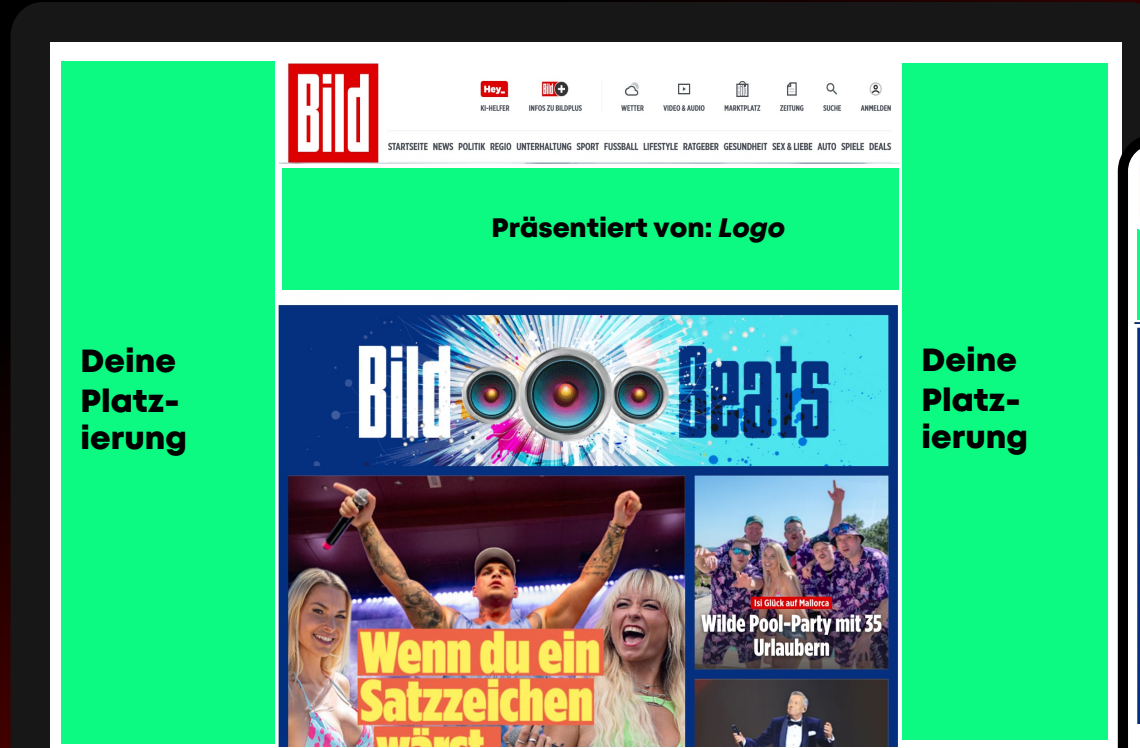 Bild
Hey_
Bild+
KI-HELFER INFOS ZU BILDPLUS WETTER VIDEO & AUDIO MARKTPLATZ ZEITUNG SUCHE ANMELDEN
STARTSEITE NEWS POLITIK REGIO UNTERHALTUNG SPORT FUSSBALL LIFESTYLE RATGEBER GESUNDHEIT SEX & LIEBE AUTO SPIELE DEALS
Präsentiert von: Logo
Deine
Platz-
ierung
Bild Beats
Wenn du ein
Satzzeichen
wärst
Isi Glück auf Mallorca
Wilde Pool-Party mit 35
Urlaubern
Deine
Platz-
ierung